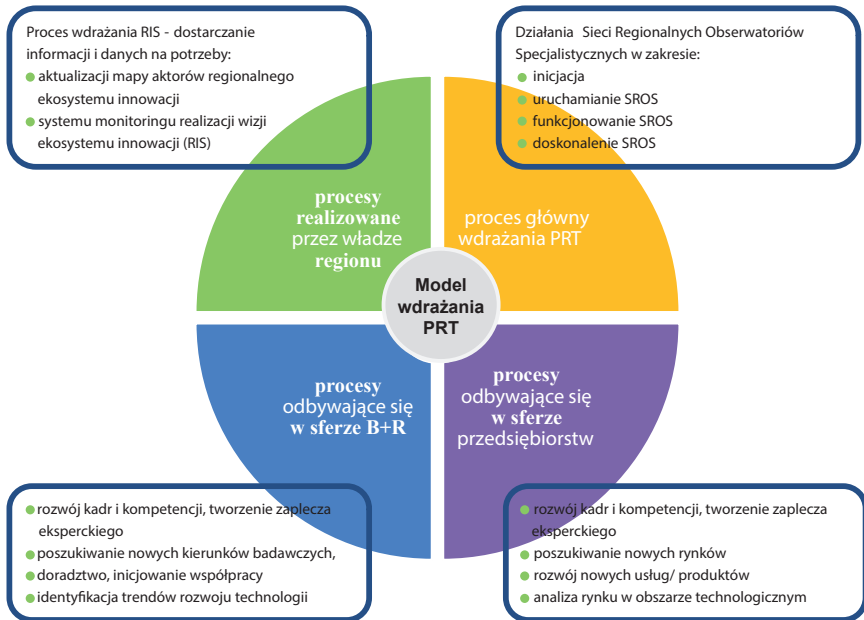 Proces wdrażania RIS - dostarczanie
informacji i danych na potrzeby:
aktualizacji mapy aktorów regionalnego
ekosystemu innowacji
systemu monitoringu realizacji wizji
ekosystemu innowacji (RIS)
Działania Sieci Regionalnych Obserwatoriów
Specjalistycznych w zakresie:
inicjacja
uruchamianie SROS
funkcjonowanie SROS
doskonalenie SROS
procesy
realizowane
przez władze
regionu
proces główny
wdrażania PRT
Model
wdrażania
PRT
procesy
odbywające się
w sferze B+R
procesy
odbywające się
w sferze
przedsiębiorstw
rozwój kadr i kompetencji, tworzenie zaplecza
eksperckiego
poszukiwanie nowych kierunków badawczych,
doradztwo, inicjowanie współpracy
identyfikacja trendów rozwoju technologii
rozwój kadr i kompetencji, tworzenie zaplecza
eksperckiego
poszukiwanie nowych rynków
rozwój nowych usług/ produktów
analiza rynku w obszarze technologicznym